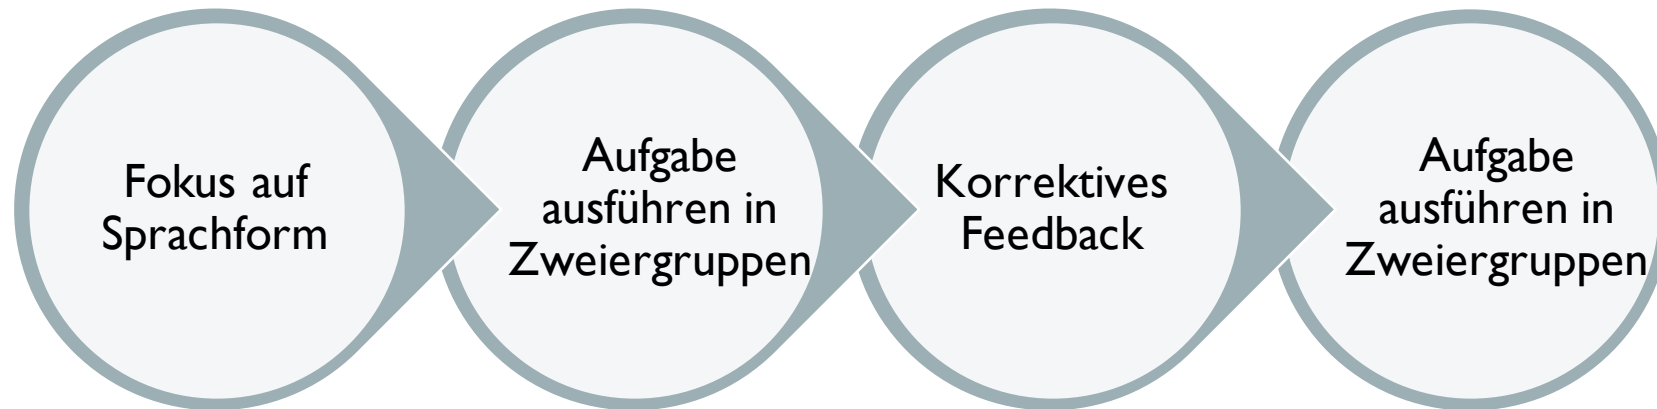 Fokus auf
Sprachform
Aufgabe
ausführen in
Zweiergruppen
Korrektives
Feedback
Aufgabe
ausführen in
Zweiergruppen